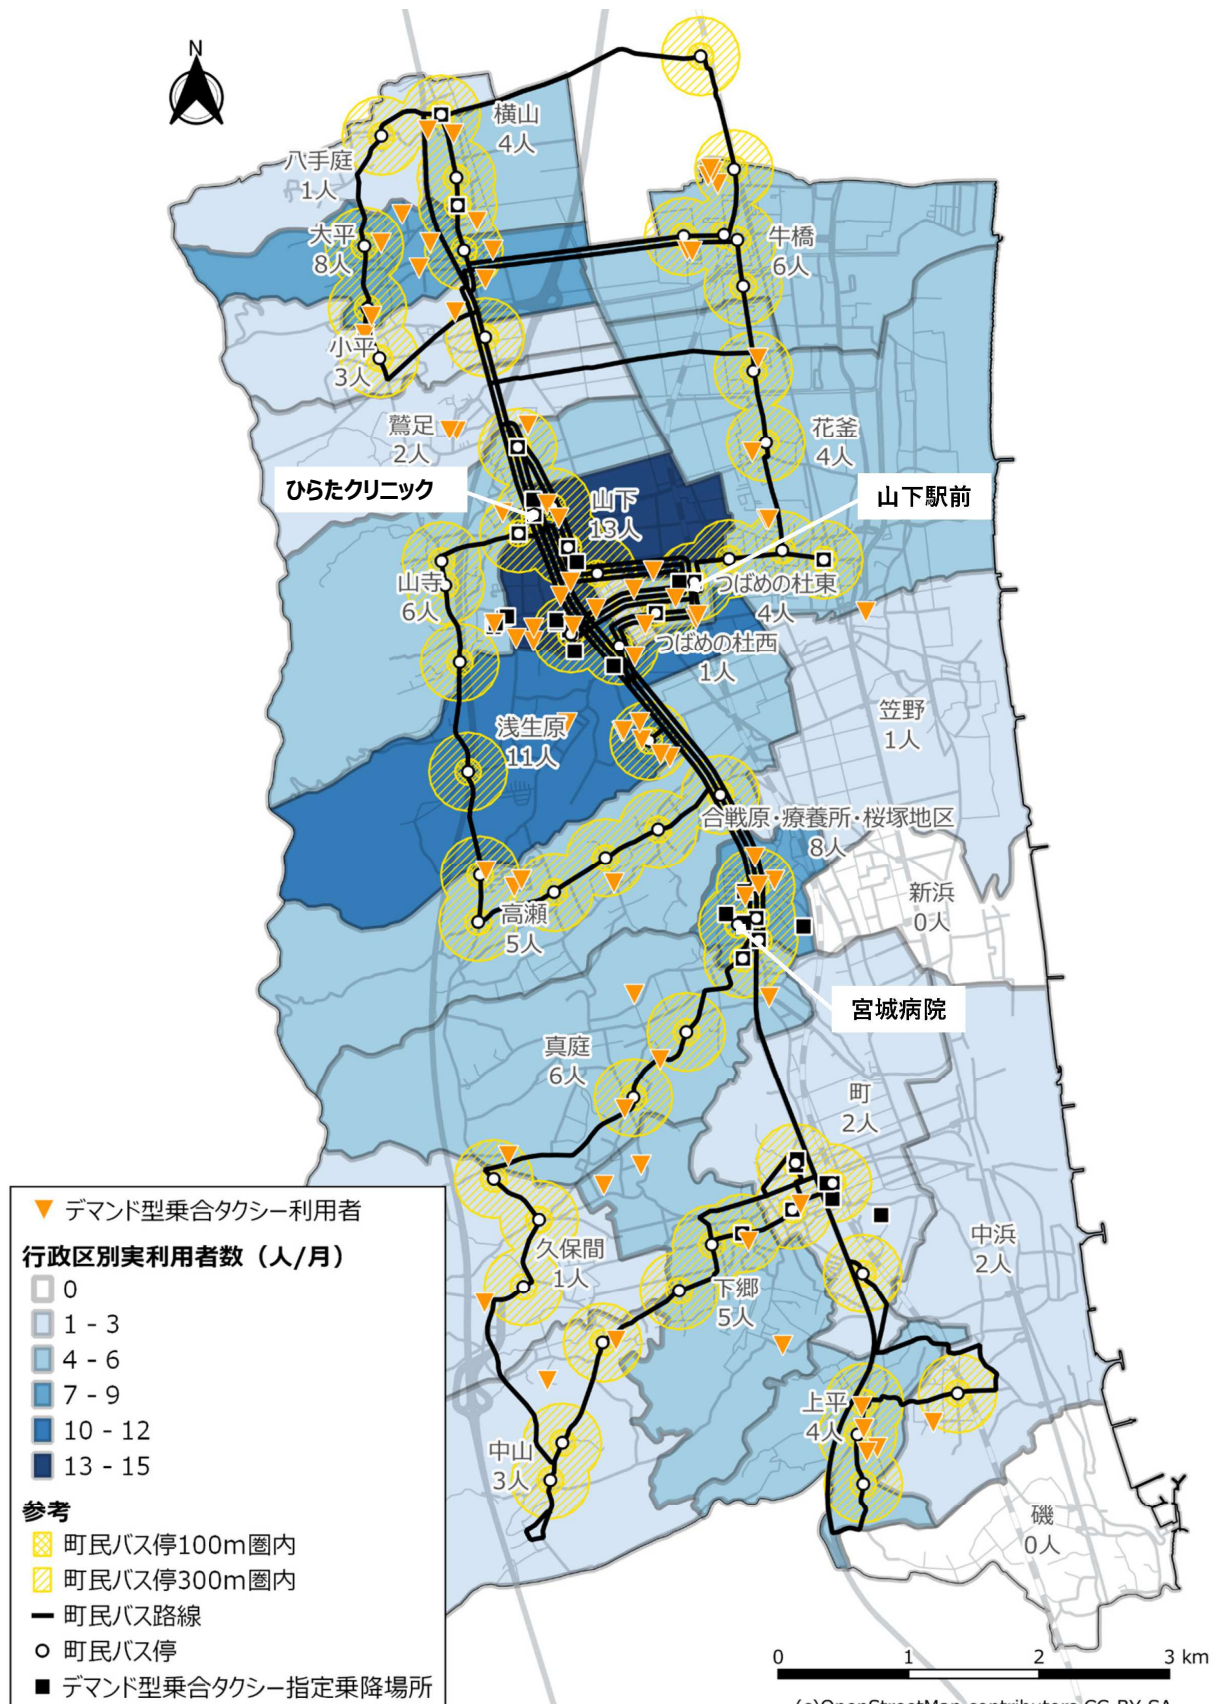 N
横山
4人
八手庭
1人
大平
8人
牛橋
6人
小平
3人
鷲足
2人
花釜
4人
ひらたクリニック
山下
13人
山下駅前
山寺
6人
つばめの杜東
4人
つばめの杜西
1人
浅生原
11人
笠野
1人
合戦原・療養所・桜塚地区
8人
新浜
0人
高瀬
5人
宮城病院
真庭
6人
町
2人
久保間
1人
中浜
2人
下郷
5人
上平
4人
中山
3人
磯
0人
デマンド型乗合タクシー利用者
行政区別実利用者数（人/月）
0
1 - 3
4 - 6
7 - 9
10 - 12
13 - 15
参考
町民バス停100m圏内
町民バス停300m圏内
町民バス路線
町民バス停
デマンド型乗合タクシー指定乗降場所
0 1 2 3 km
(c)OpenStreetMap contributors CC-BY-SA